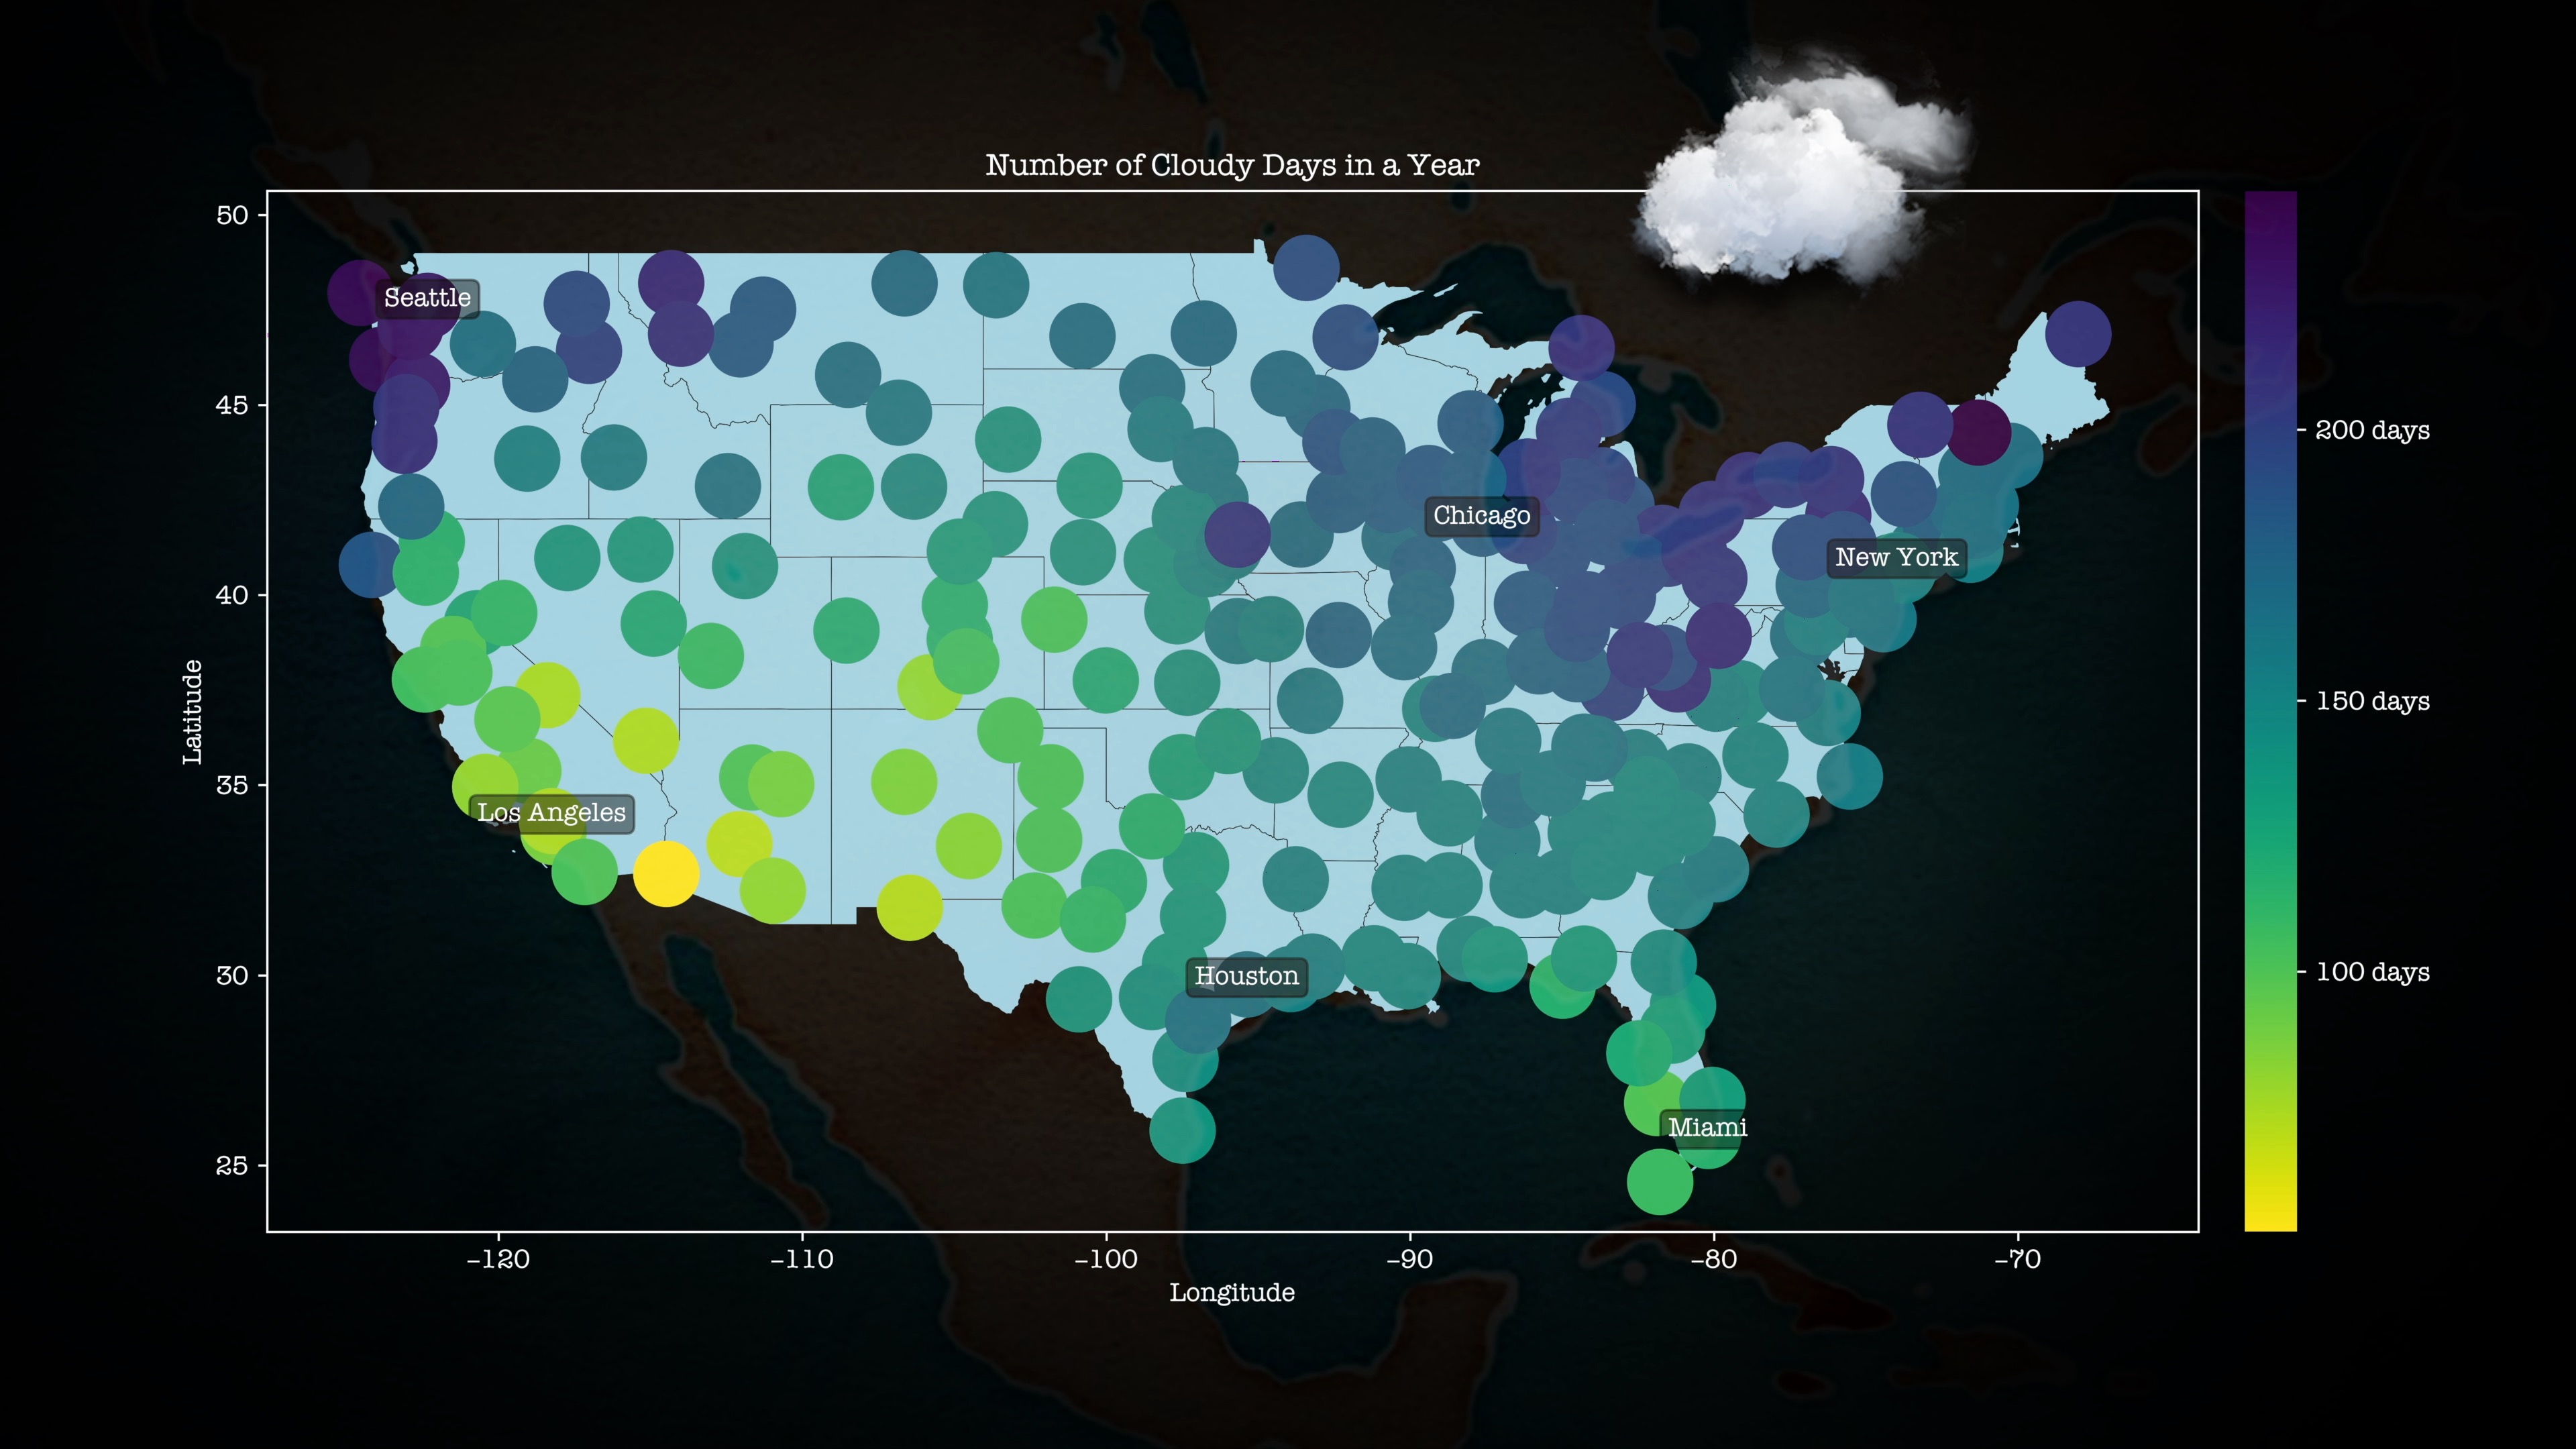 Number of Cloudy Days in a Year
50
45
40
35
30
25
Latitude
Seattle
Chicago
New York
Los Angeles
Houston
Miami
200 days
150 days
100 days
−120
−110
−100
−90
−80
−70
Longitude